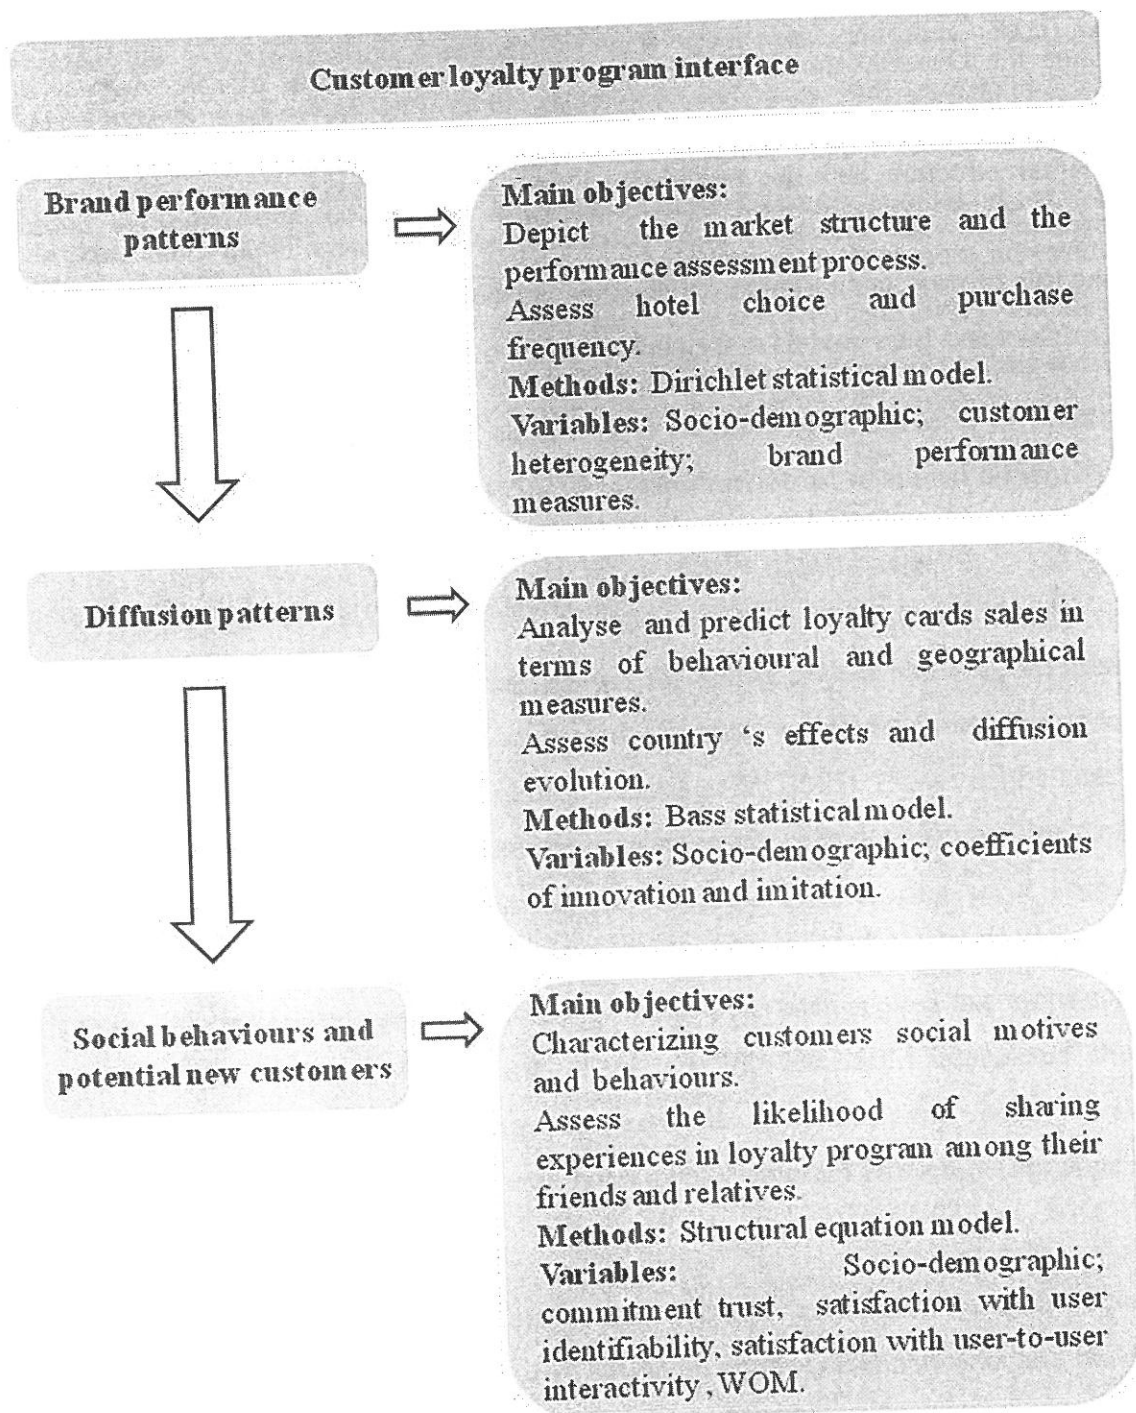 Customer loyalty program interface
Brand performance
patterns
Main objectives:
Depict the market structure and the
performance assessment process.
Assess hotel choice and purchase
frequency.
Methods: Dirichlet statistical model.
Variables: Socio-demographic; customer
heterogeneity; brand performance
measures.
Diffusion patterns
Main objectives:
Analyse and predict loyalty cards sales in
terms of behavioural and geographical
measures.
Assess country ‘s effects and diffusion
evolution.
Methods: Bass statistical model.
Variables: Socio-demographic; coefficients
of innovation and imitation.
Social behaviours and
potential new customers
Main objectives:
Characterizing customers social motives
and behaviours.
Assess the likelihood of sharing
experiences in loyalty program among their
friends and relatives.
Methods: Structural equation model.
Variables: Socio-demographic;
commitment trust, satisfaction with user
identifiability, satisfaction with user-to-user
interactivity , WOM.